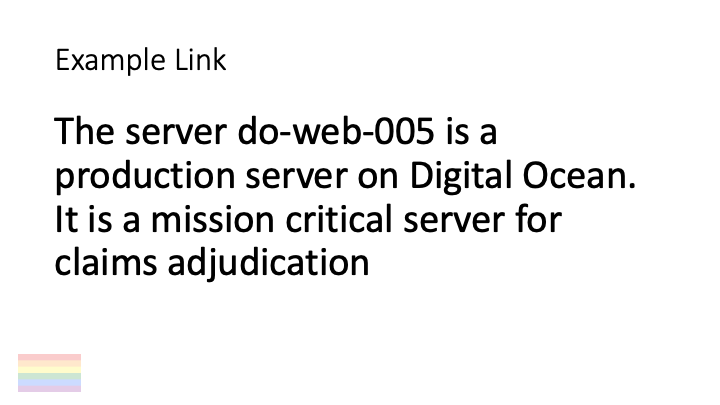 Example Link
The server do-web-005 is a
production server on Digital Ocean.
It is a mission critical server for
claims adjudication